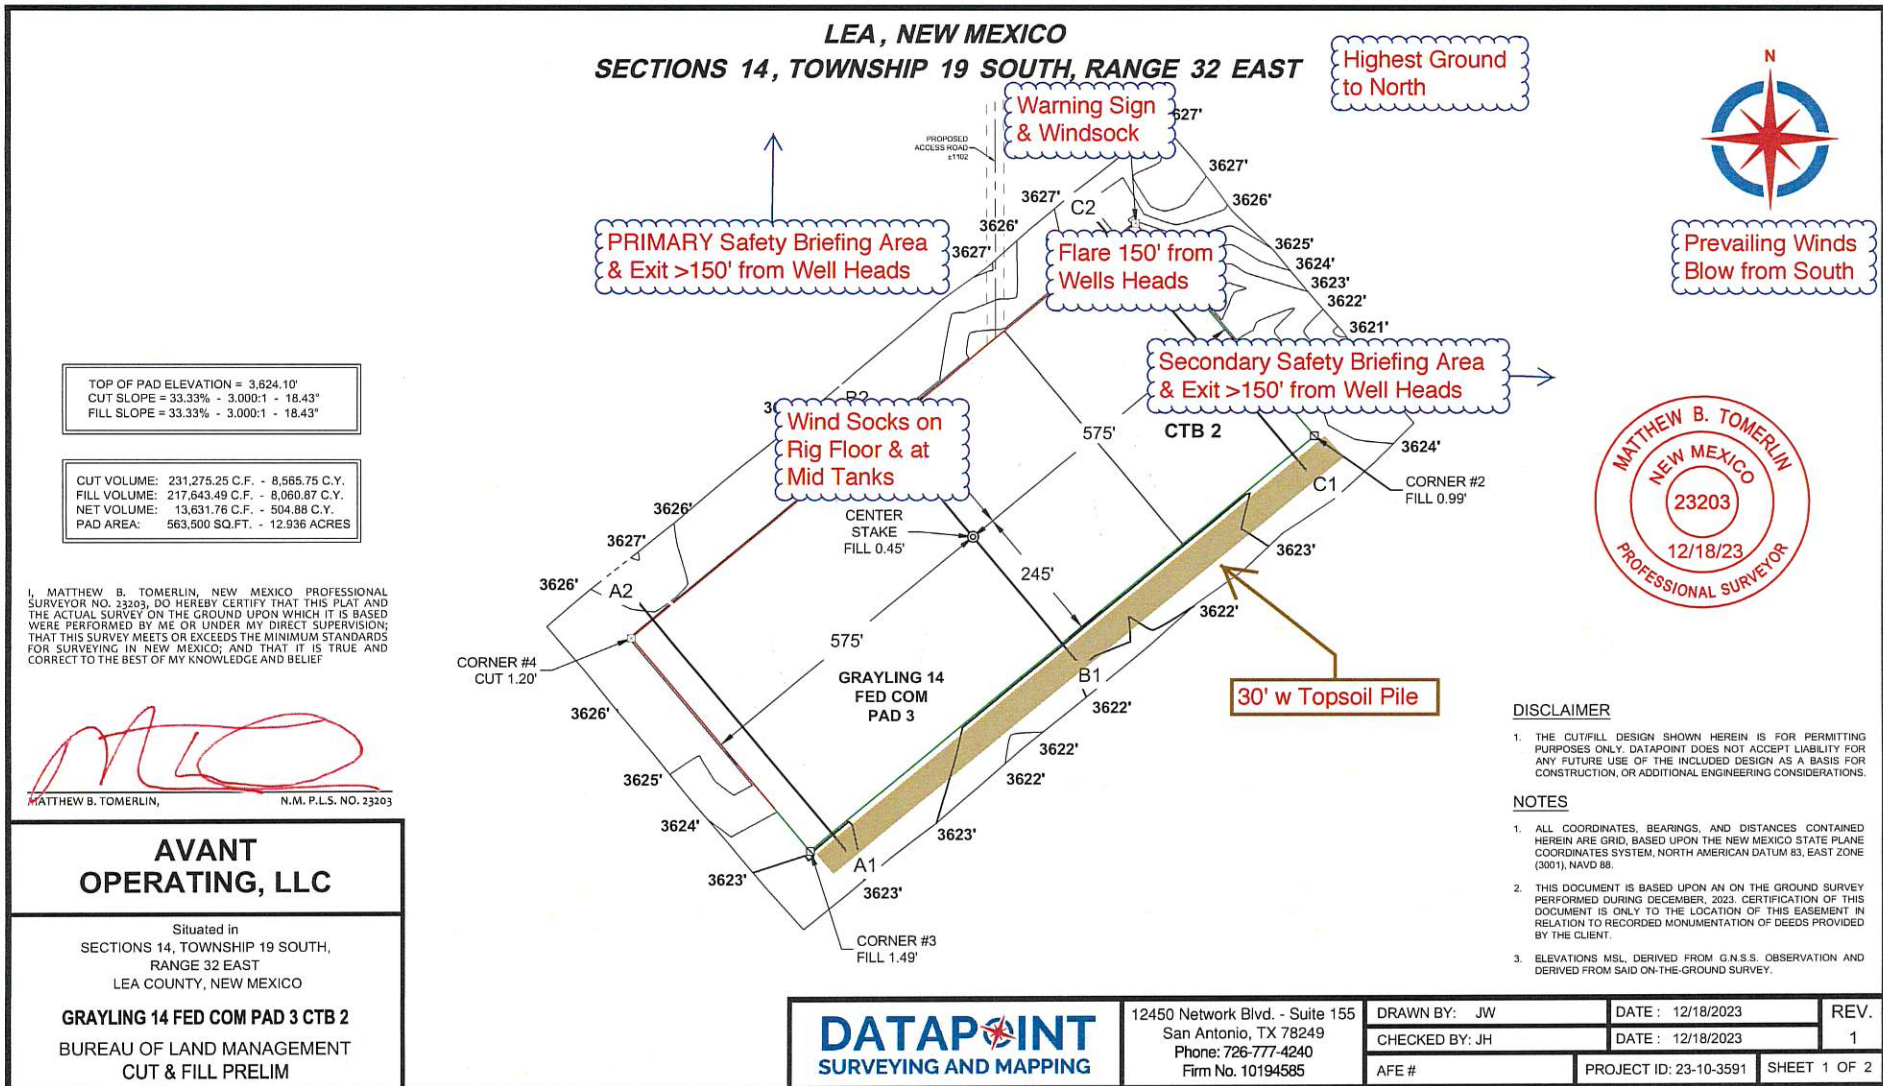 LEA, NEW MEXICO
SECTIONS 14, TOWNSHIP 19 SOUTH, RANGE 32 EAST
Highest Ground
to North
N
Warning Sign
& Windsock
627'
PROPOSED
ACCESS ROAD
±1102
3627'
3626'
3627'
C2
3626'
3627'
3625'
3624'
3623'
3622'
3621'
PRIMARY Safety Briefing Area
& Exit >150' from Well Heads
Flare 150' from
Wells Heads
Prevailing Winds
Blow from South
Secondary Safety Briefing Area
& Exit >150' from Well Heads
TOP OF PAD ELEVATION = 3,624.10'
CUT SLOPE = 33.33% - 3.000:1 - 18.43°
FILL SLOPE = 33.33% - 3.000:1 - 18.43°
B2
Wind Socks on
Rig Floor & at
Mid Tanks
575'
CTB 2
3624'
CORNER #2
FILL 0.99'
C1
MATTHEW B. TOMERLIN
NEW MEXICO
23203
12/18/23
PROFESSIONAL SURVEYOR
CUT VOLUME: 231,275.25 C.F. - 8,565.75 C.Y.
FILL VOLUME: 217,643.49 C.F. - 8,060.87 C.Y.
NET VOLUME: 13,631.76 C.F. - 504.88 C.Y.
PAD AREA: 563,500 SQ.FT. - 12.936 ACRES
3626'
3627'
3626'
A2
CENTER
STAKE
FILL 0.45'
245'
3623'
3622'
I, MATTHEW B. TOMERLIN, NEW MEXICO PROFESSIONAL
SURVEYOR NO. 23203, DO HEREBY CERTIFY THAT THIS PLAT AND
THE ACTUAL SURVEY ON THE GROUND UPON WHICH IT IS BASED
WERE PERFORMED BY ME OR UNDER MY DIRECT SUPERVISION;
THAT THIS SURVEY MEETS OR EXCEEDS THE MINIMUM STANDARDS
FOR SURVEYING IN NEW MEXICO; AND THAT IT IS TRUE AND
CORRECT TO THE BEST OF MY KNOWLEDGE AND BELIEF
CORNER #4
CUT 1.20'
575'
GRAYLING 14
FED COM
PAD 3
B1
3622'
30' w Topsoil Pile
3626'
3622'
3622'
3625'
3624'
3623'
3623'
A1
3623'
CORNER #3
FILL 1.49'
MATTHEW B. TOMERLIN, N.M. P.L.S. NO. 23203
DISCLAIMER
1. THE CUT/FILL DESIGN SHOWN HEREIN IS FOR PERMITTING
PURPOSES ONLY. DATAPOINT DOES NOT ACCEPT LIABILITY FOR
ANY FUTURE USE OF THE INCLUDED DESIGN AS A BASIS FOR
CONSTRUCTION, OR ADDITIONAL ENGINEERING CONSIDERATIONS.
NOTES
1. ALL COORDINATES, BEARINGS, AND DISTANCES CONTAINED
HEREIN ARE GRID, BASED UPON THE NEW MEXICO STATE PLANE
COORDINATES SYSTEM, NORTH AMERICAN DATUM 83, EAST ZONE
(3001), NAVD 88.
2. THIS DOCUMENT IS BASED UPON AN ON THE GROUND SURVEY
PERFORMED DURING DECEMBER, 2023. CERTIFICATION OF THIS
DOCUMENT IS ONLY TO THE LOCATION OF THIS EASEMENT IN
RELATION TO RECORDED MONUMENTATION OF DEEDS PROVIDED
BY THE CLIENT.
3. ELEVATIONS MSL, DERIVED FROM G.N.S.S. OBSERVATION AND
DERIVED FROM SAID ON-THE-GROUND SURVEY.
AVANT
OPERATING, LLC
Situated in
SECTIONS 14, TOWNSHIP 19 SOUTH,
RANGE 32 EAST
LEA COUNTY, NEW MEXICO
GRAYLING 14 FED COM PAD 3 CTB 2
BUREAU OF LAND MANAGEMENT
CUT & FILL PRELIM
DATAPOINT
SURVEYING AND MAPPING
12450 Network Blvd. - Suite 155
San Antonio, TX 78249
Phone: 726-777-4240
Firm No. 10194585
DRAWN BY: JW
DATE : 12/18/2023
REV.
1
CHECKED BY: JH
DATE : 12/18/2023
AFE #
PROJECT ID: 23-10-3591
SHEET 1 OF 2